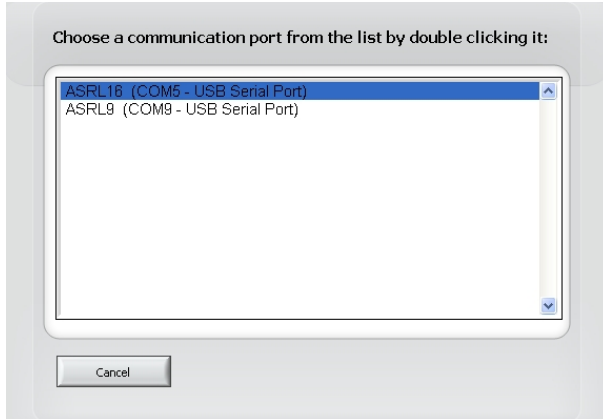 Choose a communication port from the list by double clicking it:
ASRL16 (COM5 - USB Serial Port)
ASRL9 (COM9 - USB Serial Port)
Cancel